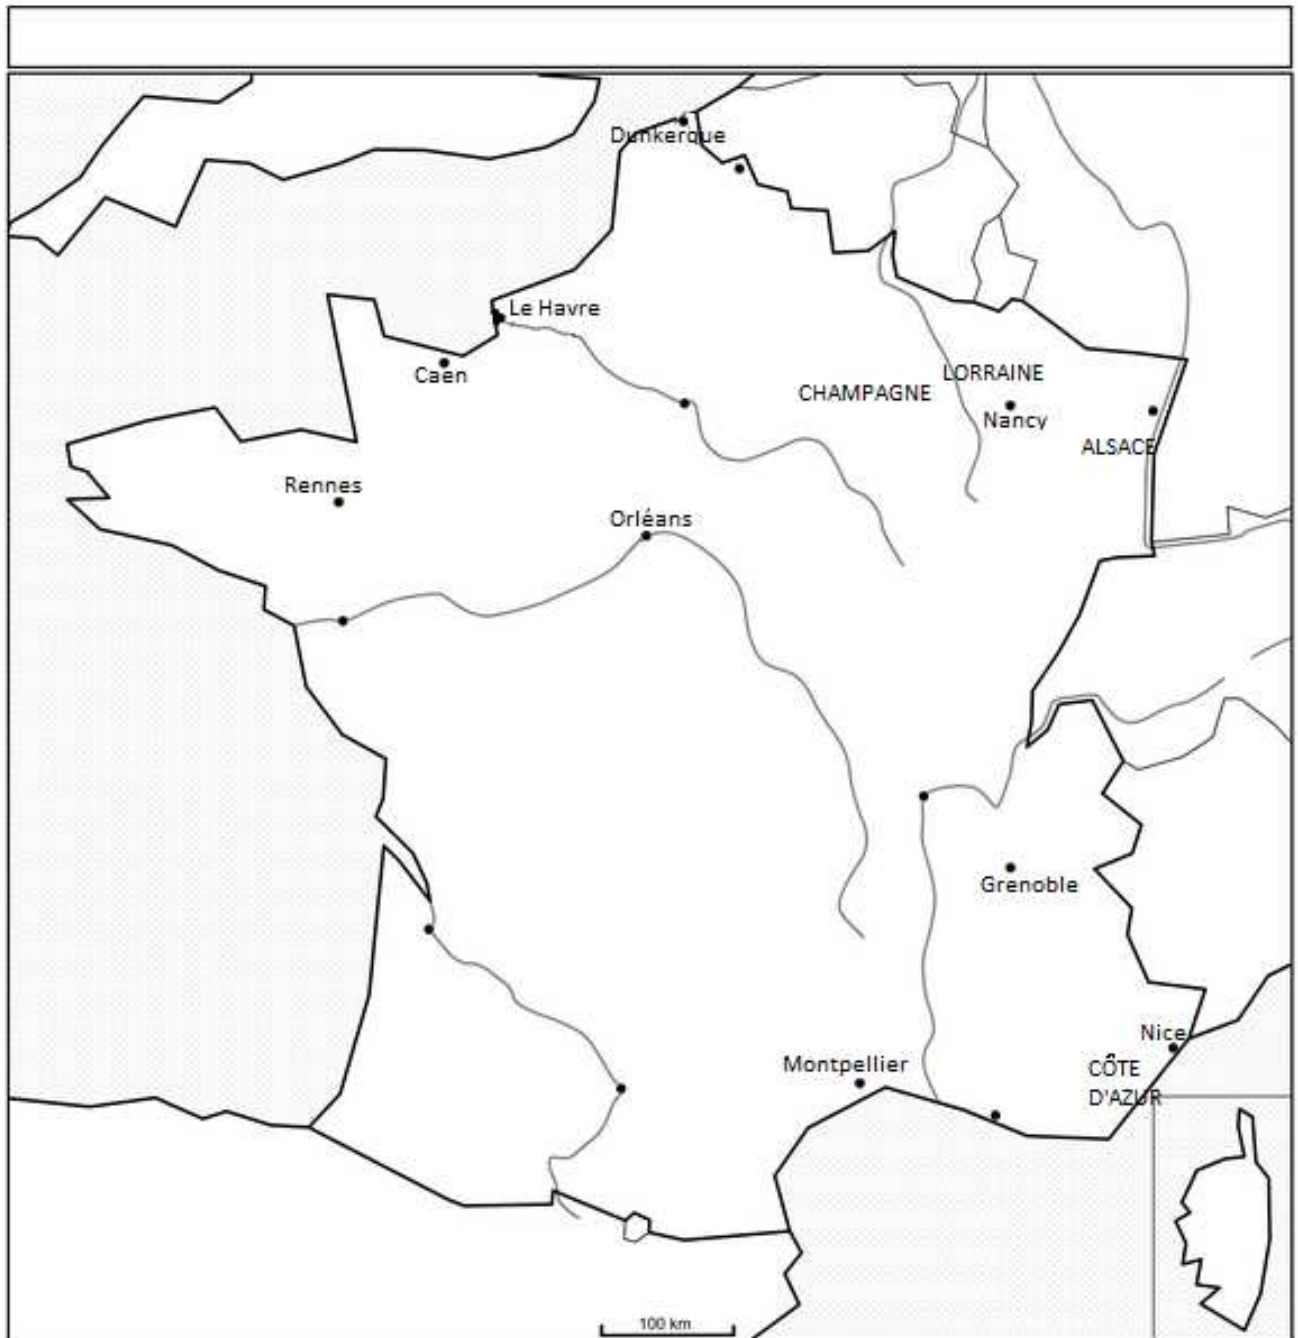 Dunkerque
Le Havre
Caen
LORRAINE
CHAMPAGNE
Nancy
ALSACE
Rennes
Orléans
Grenoble
Nice
Montpellier
CÔTE
D'AZUR
100 km